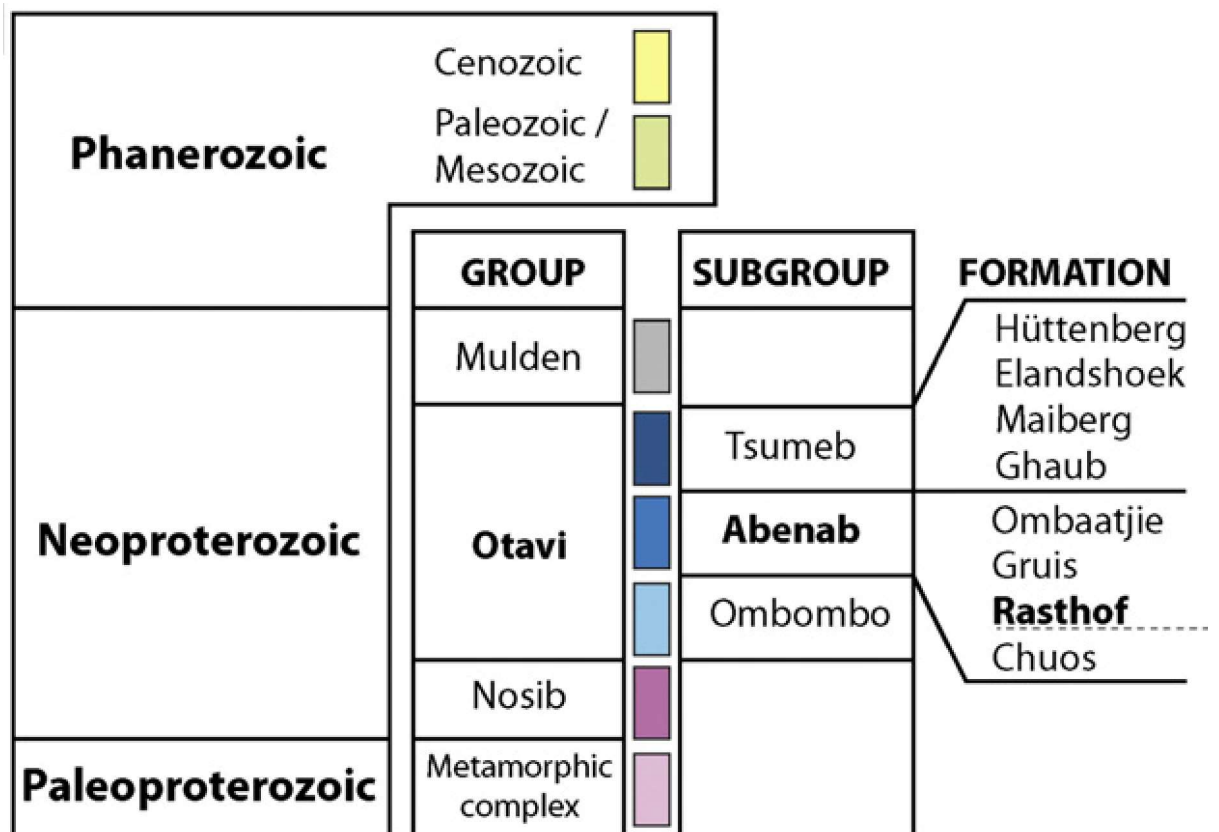 Cenozoic
Paleozoic /
Mesozoic
Phanerozoic
GROUP
SUBGROUP
FORMATION
Mulden
Hüttenberg
Elandshoek
Maiberg
Ghaub
Tsumeb
Neoproterozoic
Otavi
Abenab
Ombaatjie
Gruis
Rasthof
Chuos
Ombombo
Nosib
Paleoproterozoic
Metamorphic
complex